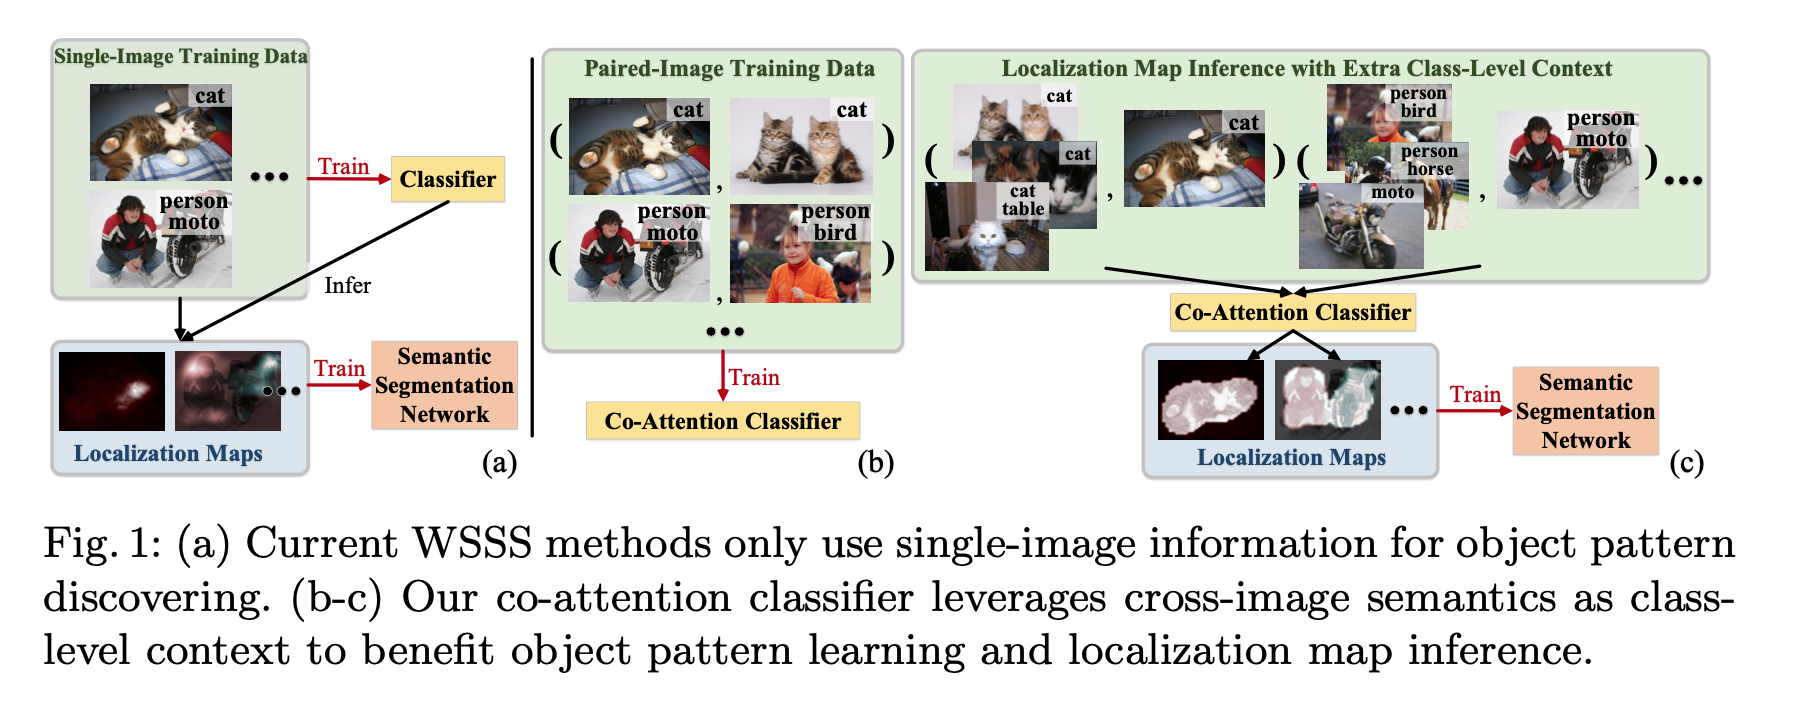 Single-Image Training Data
cat
person
moto
Train
Classifier
Infer
Train
Semantic
Segmentation
Network
Localization Maps
(a)
Paired-Image Training Data
( cat , cat )
( person
moto , person
bird )
Train
Co-Attention Classifier
(b)
Localization Map Inference with Extra Class-Level Context
( cat
cat
cat
table , cat )
( person
bird
person
horse
moto , person
moto )
Co-Attention Classifier
Train
Semantic
Segmentation
Network
Localization Maps
(c)
Fig. 1: (a) Current WSSS methods only use single-image information for object pattern
discovering. (b-c) Our co-attention classifier leverages cross-image semantics as class-
level context to benefit object pattern learning and localization map inference.